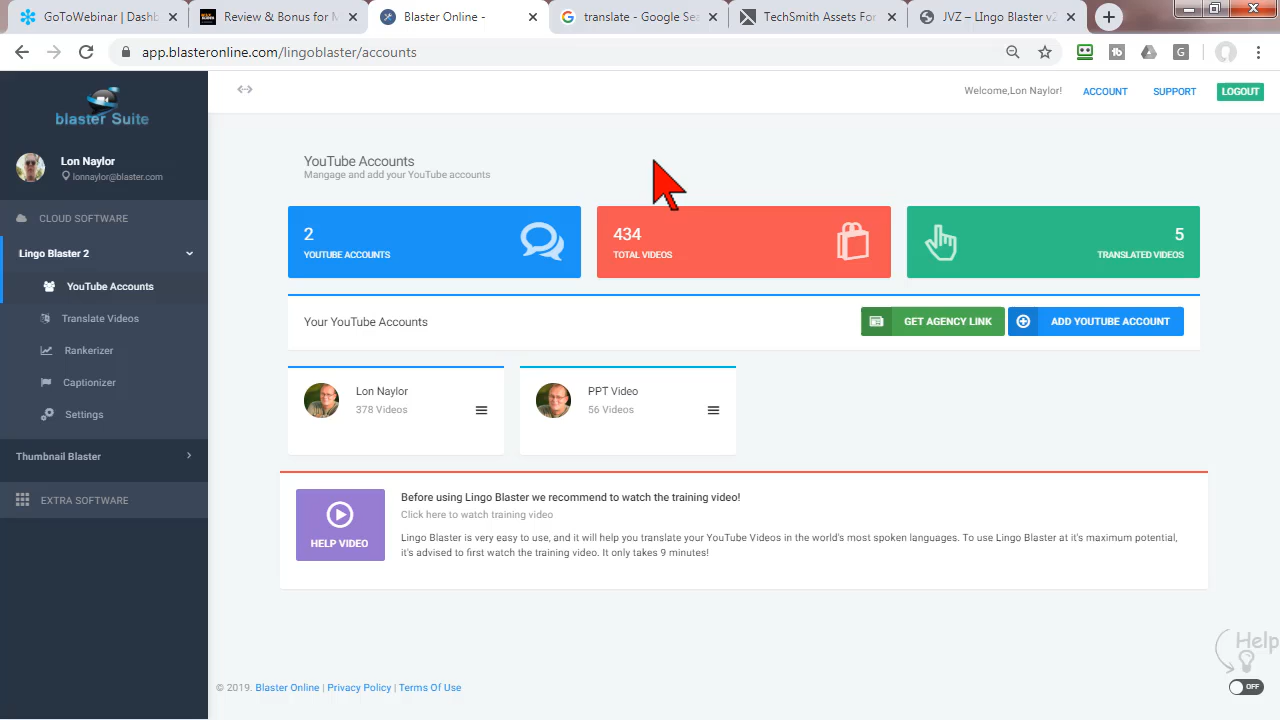 GoToWebinar | Dashl
Review & Bonus for M
Blaster Online -
translate - Google Sea
TechSmith Assets For
JVZ – LIngo Blaster v2
app.blasteronline.com/lingoblaster/accounts
blaster Suite
Lon Naylor
lonnaylor@blaster.com
CLOUD SOFTWARE
Lingo Blaster 2
YouTube Accounts
Translate Videos
Rankerizer
Captionizer
Settings
Thumbnail Blaster
EXTRA SOFTWARE
Welcome,Lon Naylor!
ACCOUNT
SUPPORT
LOGOUT
YouTube Accounts
Mangage and add your YouTube accounts
2
YOUTUBE ACCOUNTS
434
TOTAL VIDEOS
5
TRANSLATED VIDEOS
Your YouTube Accounts
GET AGENCY LINK
ADD YOUTUBE ACCOUNT
Lon Naylor
378 Videos
PPT Video
56 Videos
HELP VIDEO
Before using Lingo Blaster we recommend to watch the training video!
Click here to watch training video
Lingo Blaster is very easy to use, and it will help you translate your YouTube Videos in the world's most spoken languages. To use Lingo Blaster at it's maximum potential,
it's advised to first watch the training video. It only takes 9 minutes!
Help
OFF
© 2019. Blaster Online | Privacy Policy | Terms Of Use